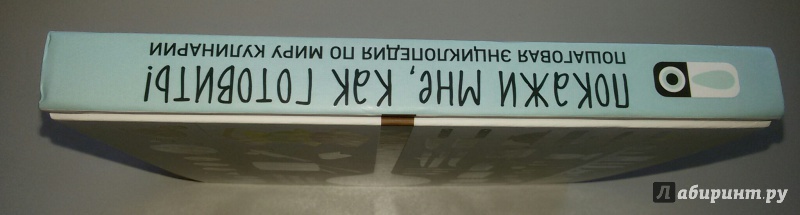 ПОКАЖИ МНЕ, КАК ГОТОВИТЬ!
ПОШАГОВАЯ ЭНЦИКЛОПЕДИЯ ПО МИРУ КУЛИНАРИИ
Лабиринт.ру